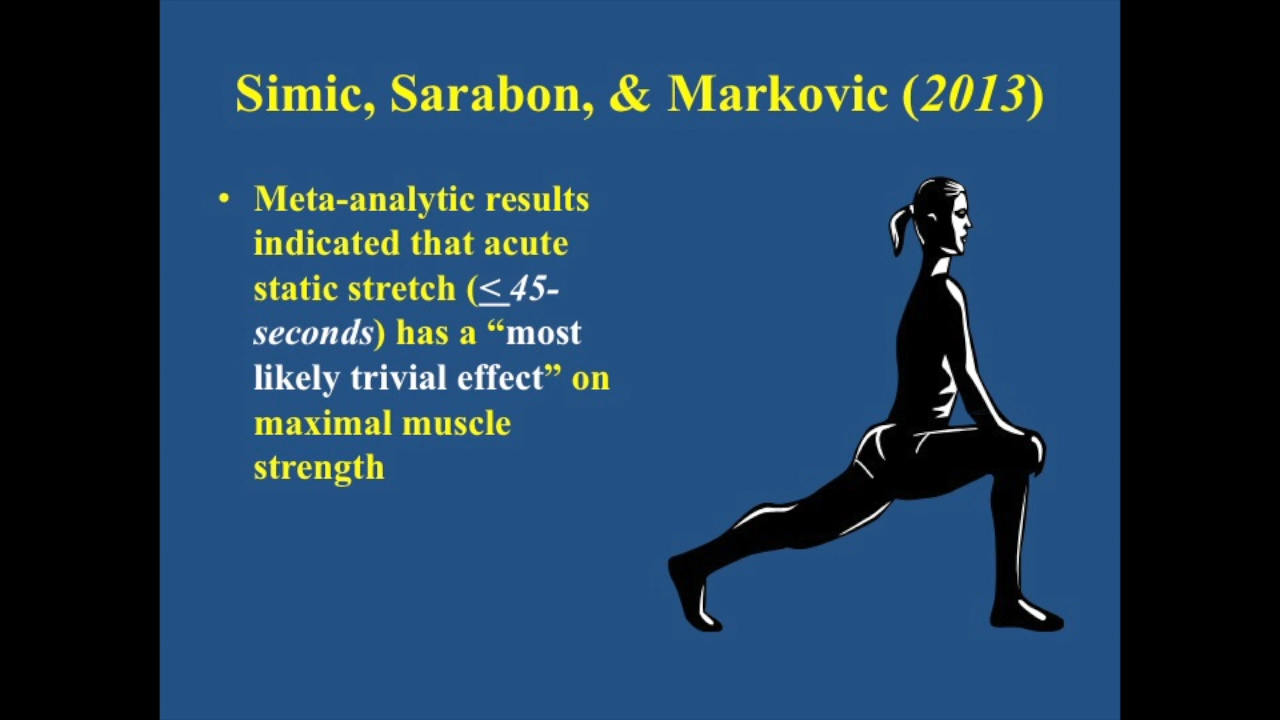 Simic, Sarabon, & Markovic (2013)
• Meta-analytic results
indicated that acute
static stretch (< 45-
seconds) has a “most
likely trivial effect” on
maximal muscle
strength